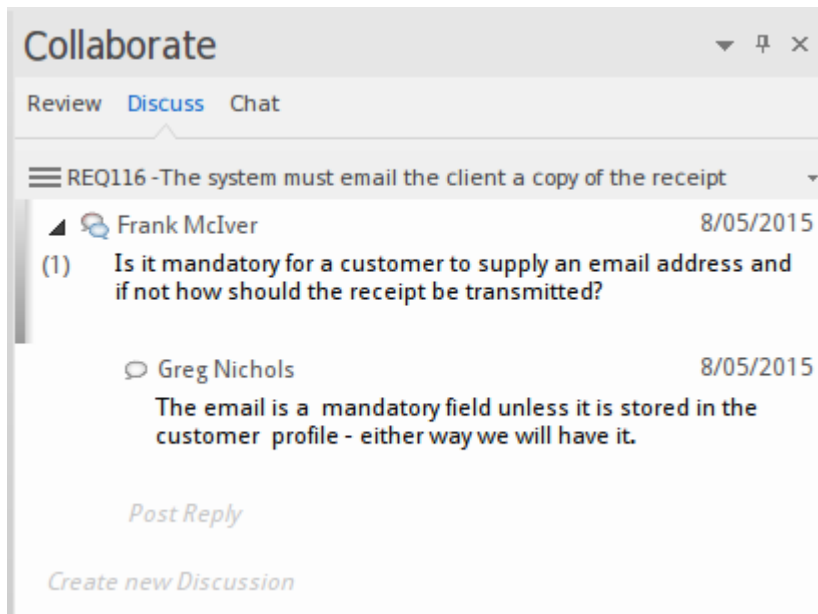 Collaborate
Review Discuss Chat
REQ116 -The system must email the client a copy of the receipt
Frank McIver 8/05/2015
(1) Is it mandatory for a customer to supply an email address and
if not how should the receipt be transmitted?
Greg Nichols 8/05/2015
The email is a mandatory field unless it is stored in the
customer profile - either way we will have it.
Post Reply
Create new Discussion